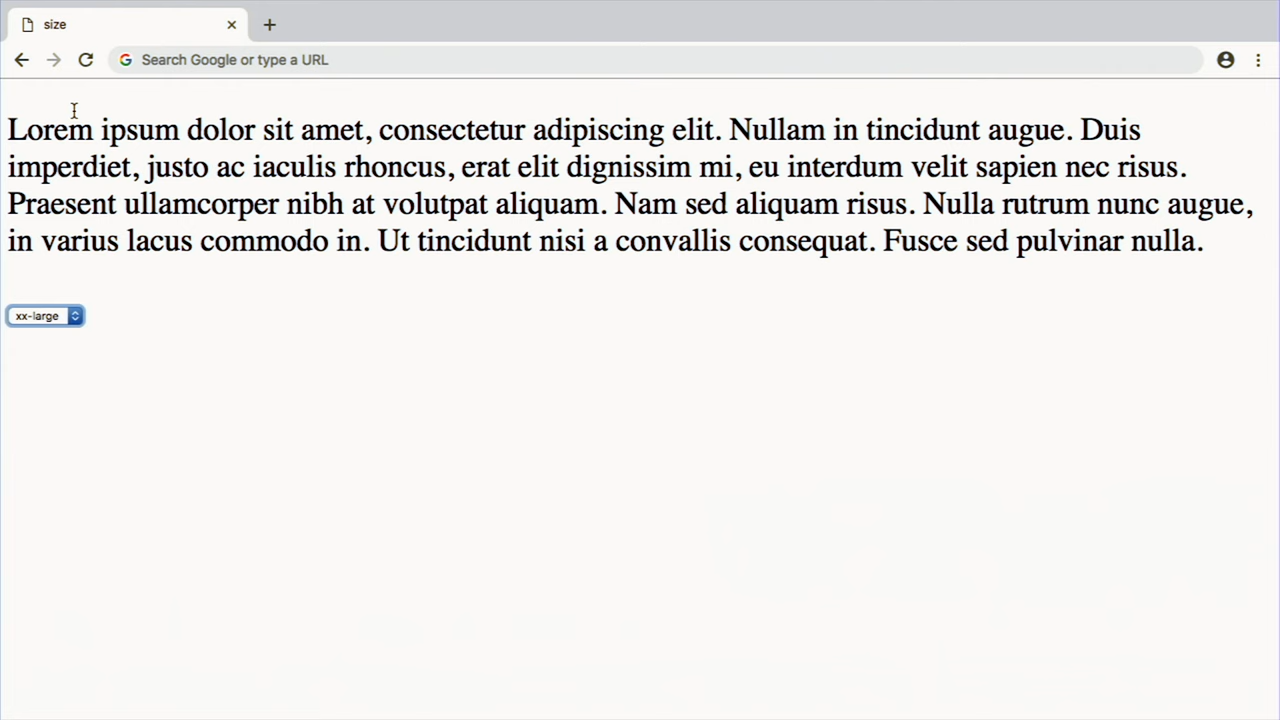 size
Search Google or type a URL
Lorem ipsum dolor sit amet, consectetur adipiscing elit. Nullam in tincidunt augue. Duis
imperdiet, justo ac iaculis rhoncus, erat elit dignissim mi, eu interdum velit sapien nec risus.
Praesent ullamcorper nibh at volutpat aliquam. Nam sed aliquam risus. Nulla rutrum nunc augue,
in varius lacus commodo in. Ut tincidunt nisi a convallis consequat. Fusce sed pulvinar nulla.
xx-large